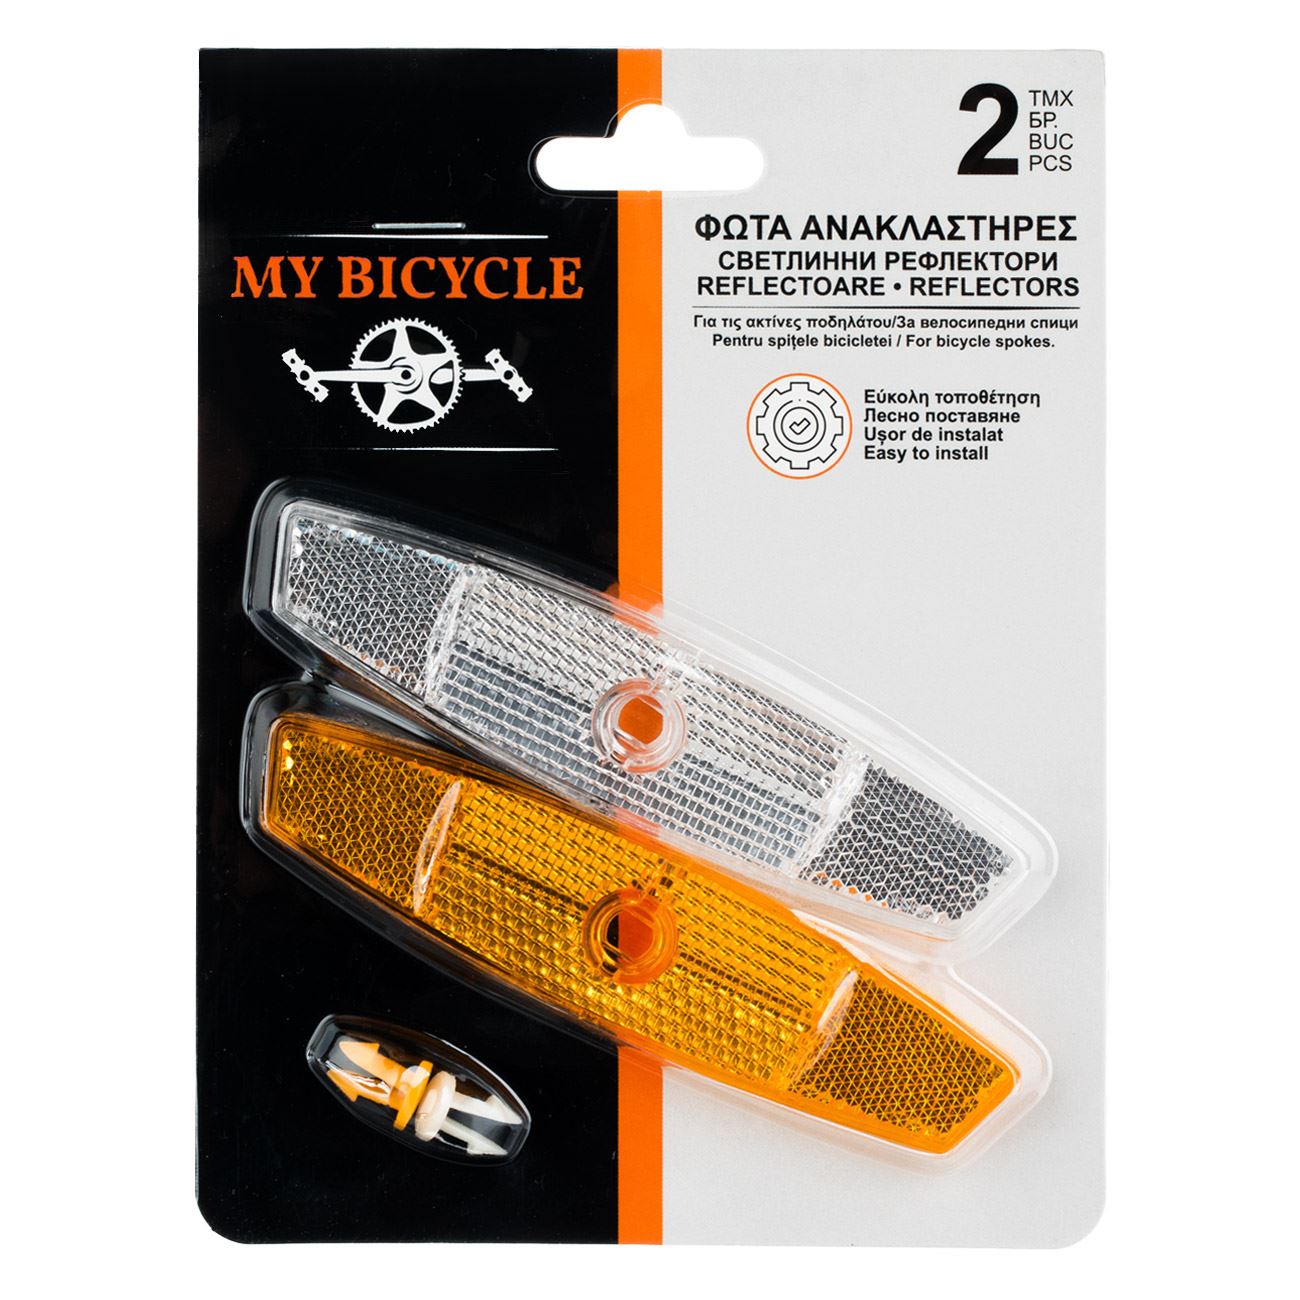 2 ΤΜΧ
БР.
BUC
PCS
ΦΩΤΑ ΑΝΑΚΛΑΣΤΗΡΕΣ
СВЕТЛИННИ РЕФЛЕКТОРИ
REFLECTOARE • REFLECTORS
Για τις ακτίνες ποδηλάτου/За велосипедни спици
Pentru spițele bicicletei / For bicycle spokes.
MY BICYCLE
Εύκολη τοποθέτηση
Лесно поставяне
Ușor de instalat
Easy to install